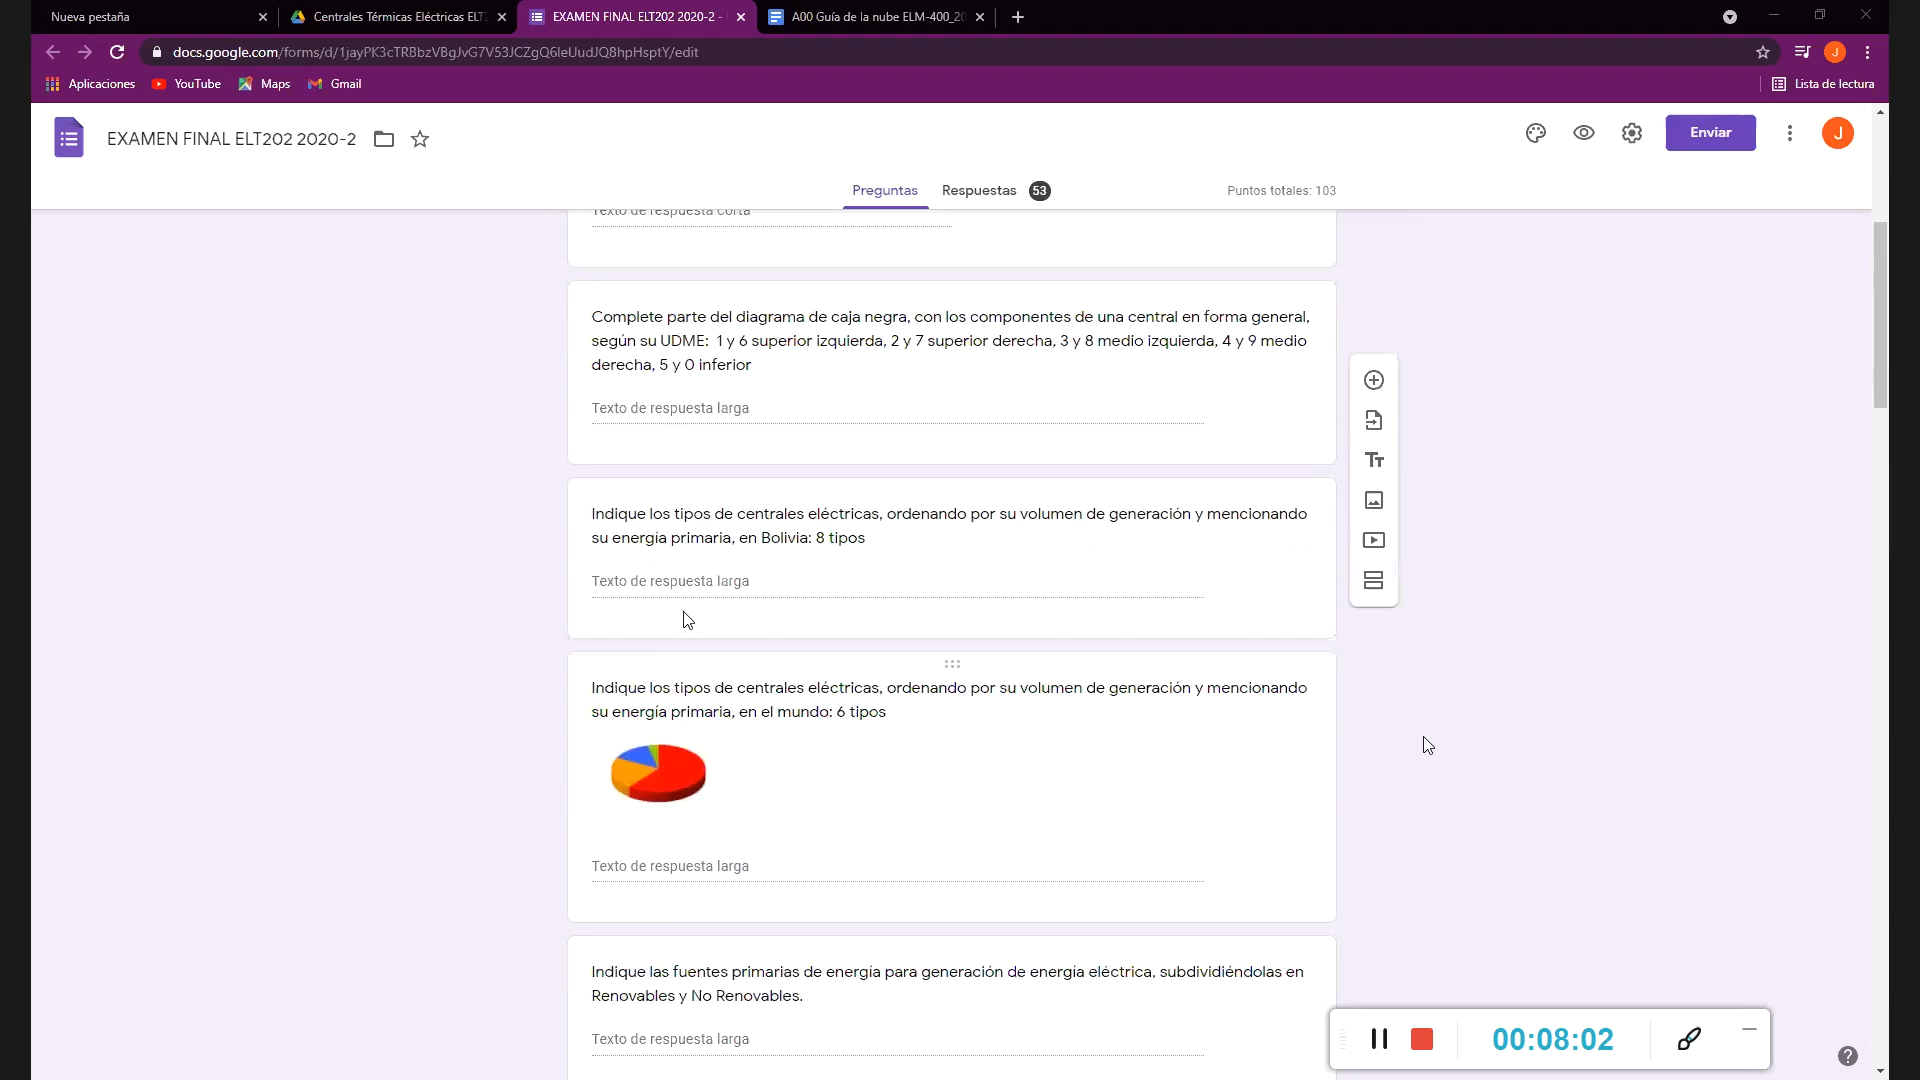 Nueva pestaña
Centrales Térmicas Eléctricas ELT2
EXAMEN FINAL ELT202 2020-2 -
A00 Guía de la nube ELM-400_20
docs.google.com/forms/d/1jayPK3cTRBbzVBgJvG7V53JCZgQ6leUudJQ8hpHsptY/edit
J
Aplicaciones
YouTube
Maps
Gmail
Lista de lectura
EXAMEN FINAL ELT202 2020-2
Enviar
J
Preguntas
Respuestas
53
Puntos totales: 103
Texto de respuesta corta
Complete parte del diagrama de caja negra, con los componentes de una central en forma general,
según su UDME: 1 y 6 superior izquierda, 2 y 7 superior derecha, 3 y 8 medio izquierda, 4 y 9 medio
derecha, 5 y 0 inferior
Texto de respuesta larga
Indique los tipos de centrales eléctricas, ordenando por su volumen de generación y mencionando
su energía primaria, en Bolivia: 8 tipos
Texto de respuesta larga
Indique los tipos de centrales eléctricas, ordenando por su volumen de generación y mencionando
su energía primaria, en el mundo: 6 tipos
Texto de respuesta larga
Indique las fuentes primarias de energía para generación de energía eléctrica, subdividiéndolas en
Renovables y No Renovables.
Texto de respuesta larga
00:08:02